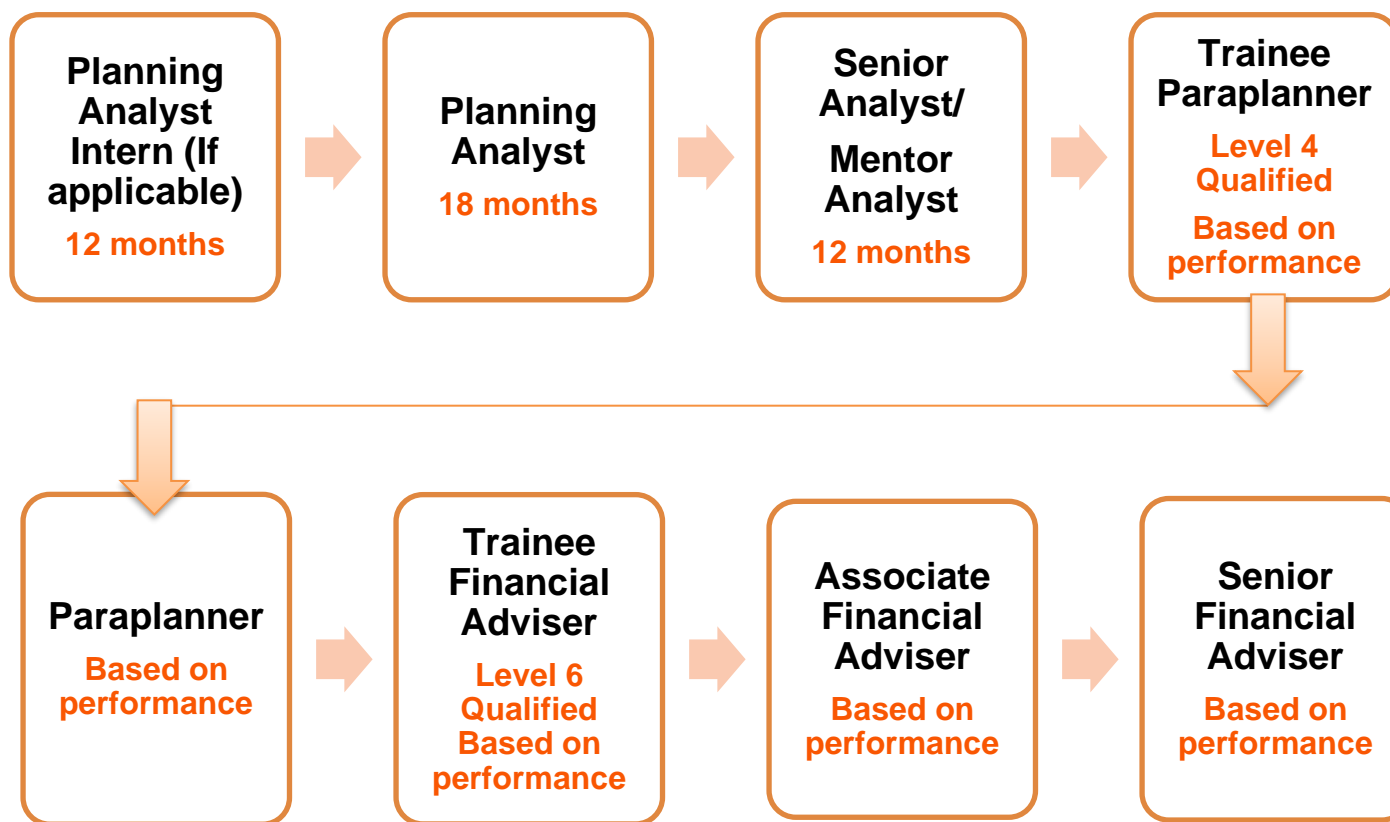 Planning
Analyst
Intern (If
applicable)
12 months
Planning
Analyst
18 months
Senior
Analyst/
Mentor
Analyst
12 months
Trainee
Paraplanner
Level 4
Qualified
Based on
performance
Paraplanner
Based on
performance
Trainee
Financial
Adviser
Level 6
Qualified
Based on
performance
Associate
Financial
Adviser
Based on
performance
Senior
Financial
Adviser
Based on
performance